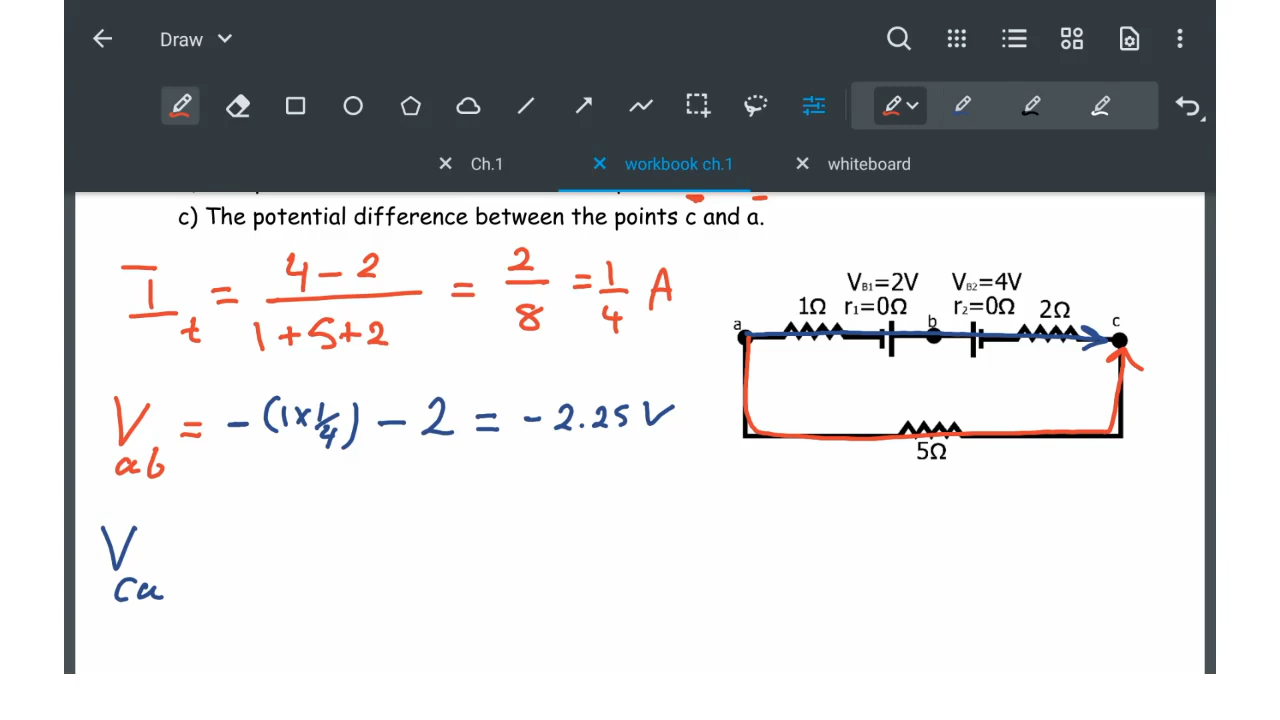 Draw
Ch.1
workbook ch.1
whiteboard
c) The potential difference between the points c and a.
I_t = (4 - 2)/(1+5+2) = 2/8 = 1/4 A
V_ab = -(1×1/4) - 2 = -2.25 V
V_ca
V_B1=2V V_B2=4V
1Ω r₁=0Ω r₂=0Ω 2Ω
a b c
5Ω